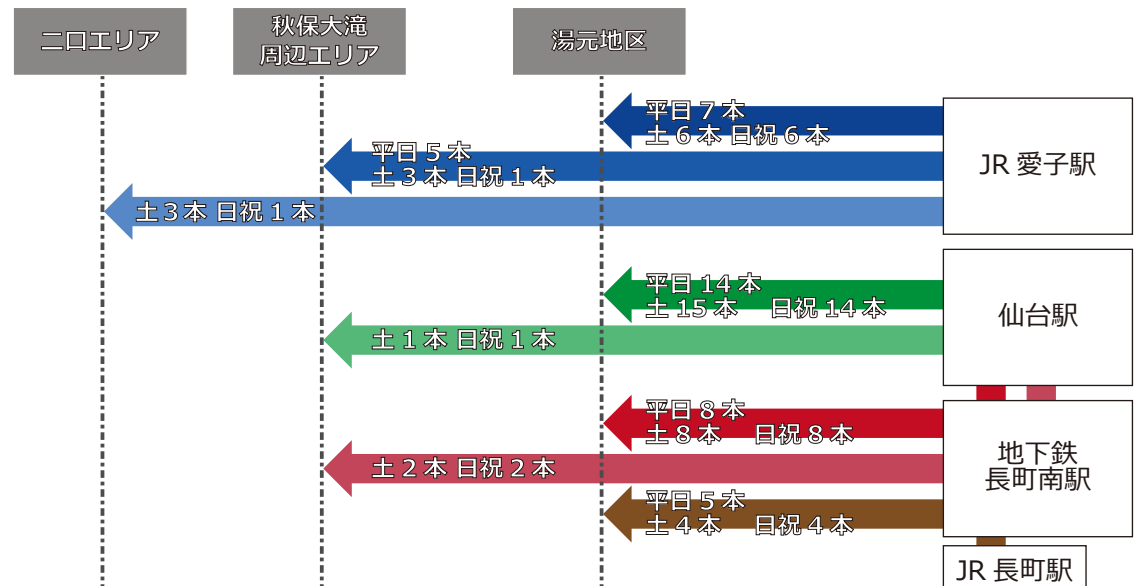 二口エリア
秋保大滝
周辺エリア
湯元地区
平日 7 本
土 6 本 日祝 6 本
平日 5 本
土 3 本 日祝 1 本
土 3 本 日祝 1 本
JR 愛子駅
平日 14 本
土 15 本 日祝 14 本
土 1 本 日祝 1 本
仙台駅
平日 8 本
土 8 本 日祝 8 本
土 2 本 日祝 2 本
平日 5 本
土 4 本 日祝 4 本
地下鉄
長町南駅
JR 長町駅